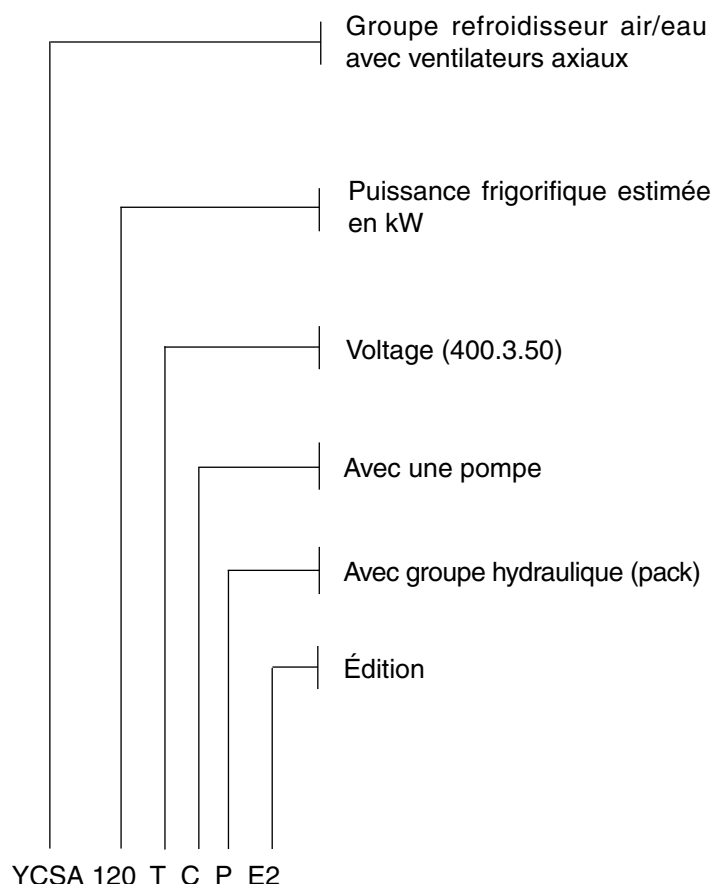 Groupe refroidisseur air/eau
avec ventilateurs axiaux
Puissance frigorifique estimée
en kW
Voltage (400.3.50)
Avec une pompe
Avec groupe hydraulique (pack)
Édition
YCSA 120 T C P E2